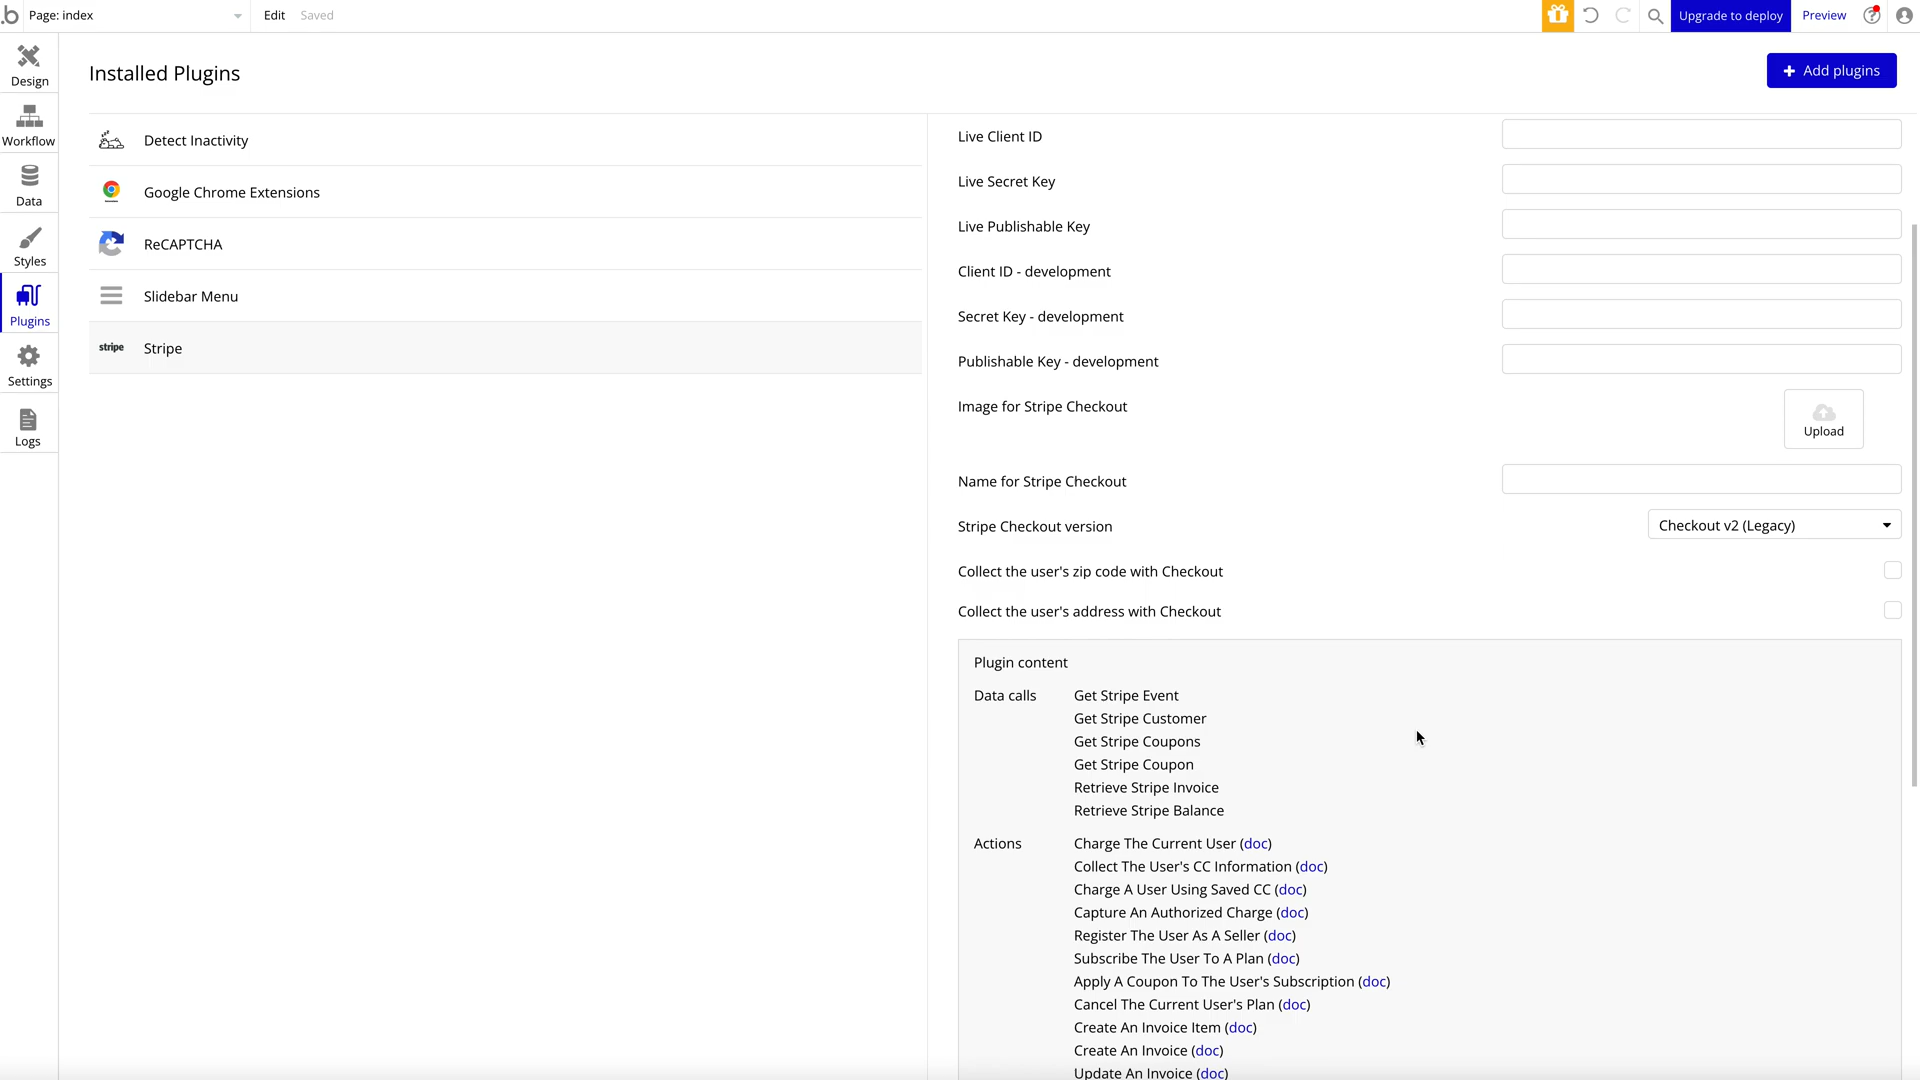 Page: index
Edit
Saved
Upgrade to deploy
Preview
Design
Workflow
Data
Styles
Plugins
Settings
Logs
Installed Plugins
Add plugins
Detect Inactivity
Google Chrome Extensions
ReCAPTCHA
Slidebar Menu
stripe
Stripe
Live Client ID
Live Secret Key
Live Publishable Key
Client ID - development
Secret Key - development
Publishable Key - development
Image for Stripe Checkout
Upload
Name for Stripe Checkout
Stripe Checkout version
Checkout v2 (Legacy)
Collect the user's zip code with Checkout
Collect the user's address with Checkout
Plugin content
Data calls
Get Stripe Event
Get Stripe Customer
Get Stripe Coupons
Get Stripe Coupon
Retrieve Stripe Invoice
Retrieve Stripe Balance
Actions
Charge The Current User (doc)
Collect The User's CC Information (doc)
Charge A User Using Saved CC (doc)
Capture An Authorized Charge (doc)
Register The User As A Seller (doc)
Subscribe The User To A Plan (doc)
Apply A Coupon To The User's Subscription (doc)
Cancel The Current User's Plan (doc)
Create An Invoice Item (doc)
Create An Invoice (doc)
Update An Invoice (doc)